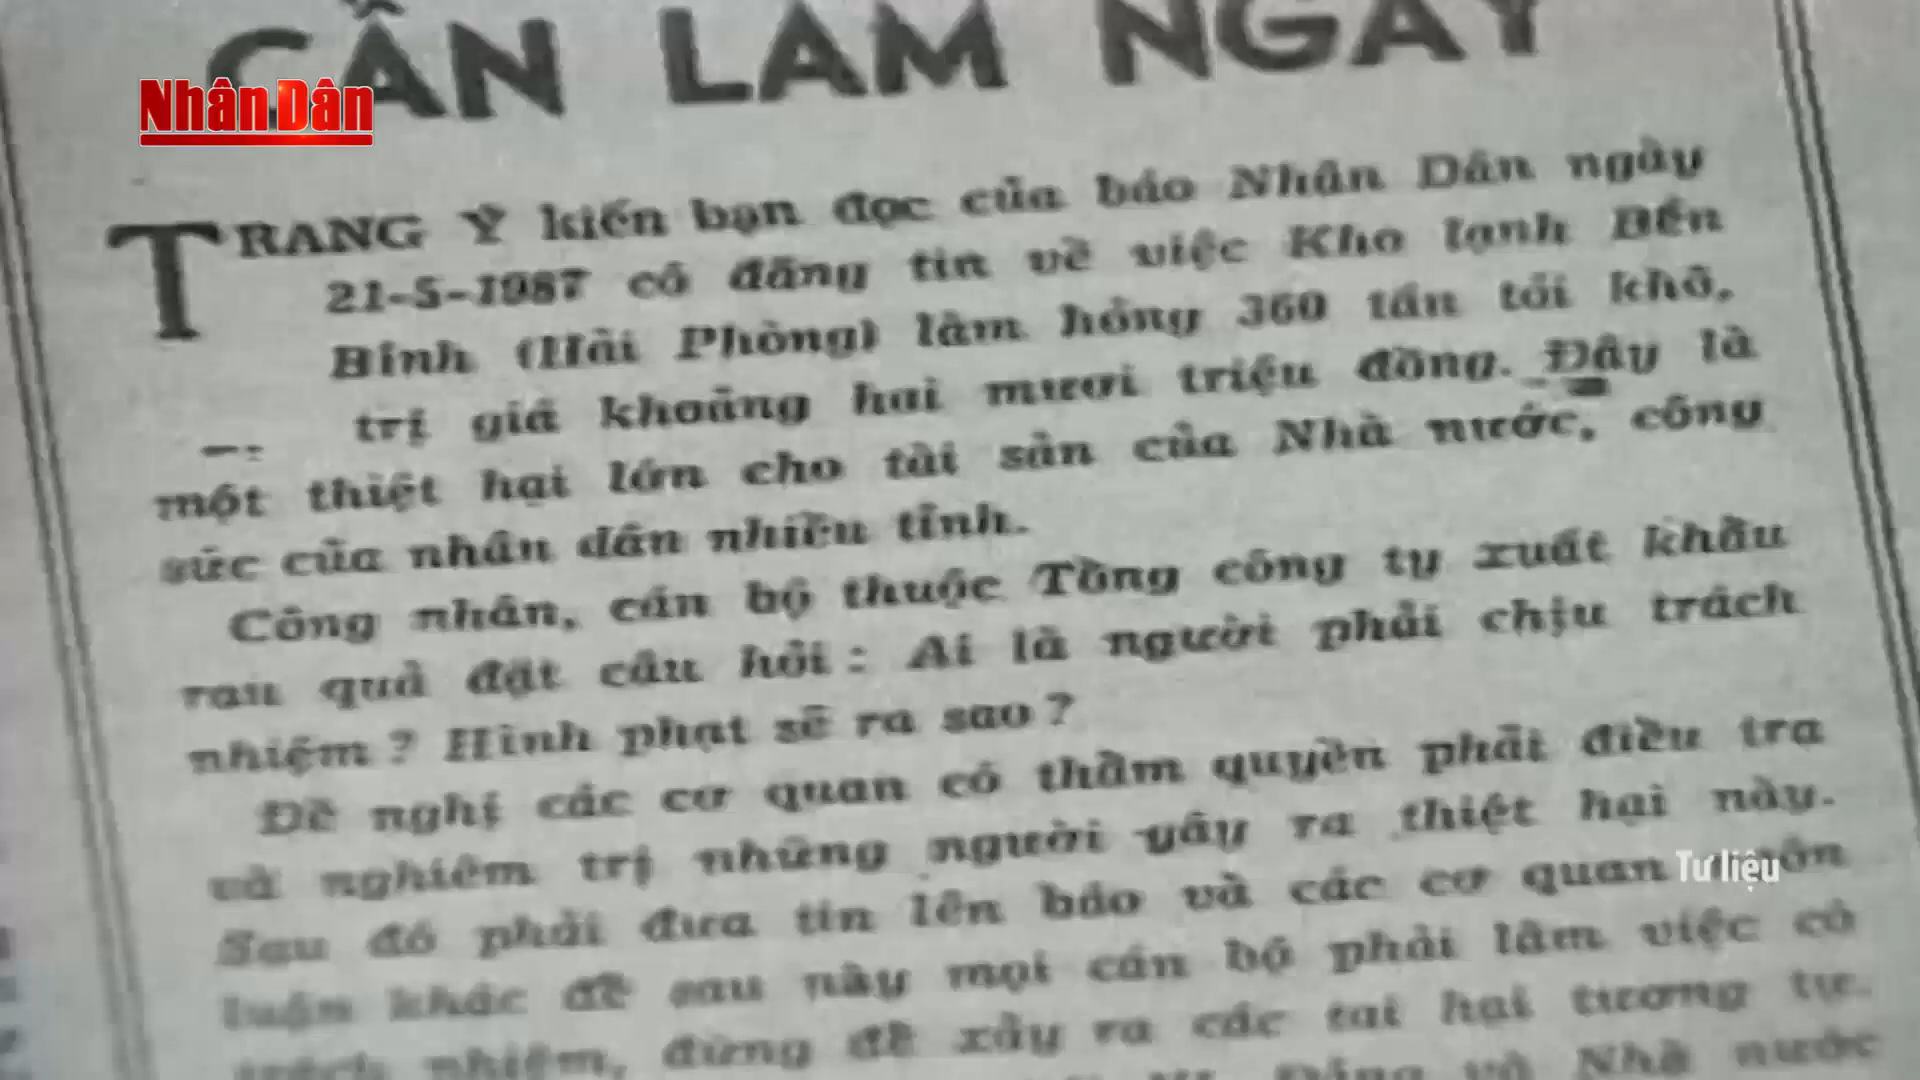 CẦN LÀM NGAY
Nhân Dân
TRANG Ý kiến bạn đọc của báo Nhân Dân ngày
21-5-1987 có đăng tin về việc Kho lạnh Bến
Bính (Hải Phòng) làm hỏng 360 tấn tỏi khô,
trị giá khoảng hai mươi triệu đồng. Đây là
một thiệt hại lớn cho tài sản của Nhà nước, công
sức của nhân dân nhiều tỉnh.
Công nhân, cán bộ thuộc Tổng công ty xuất khẩu
rau quả đặt câu hỏi : Ai là người phải chịu trách
nhiệm ? Hình phạt sẽ ra sao ?
Đề nghị các cơ quan có thẩm quyền phải điều tra
và nghiêm trị những người gây ra thiệt hại này.
Sau đó phải đưa tin lên báo và các cơ quan
Tư liệu
luận khác để sau này mọi cán bộ phải làm việc có
trách nhiệm, đừng để xảy ra các tai hại tương tự.
Đảng và Nhà nước